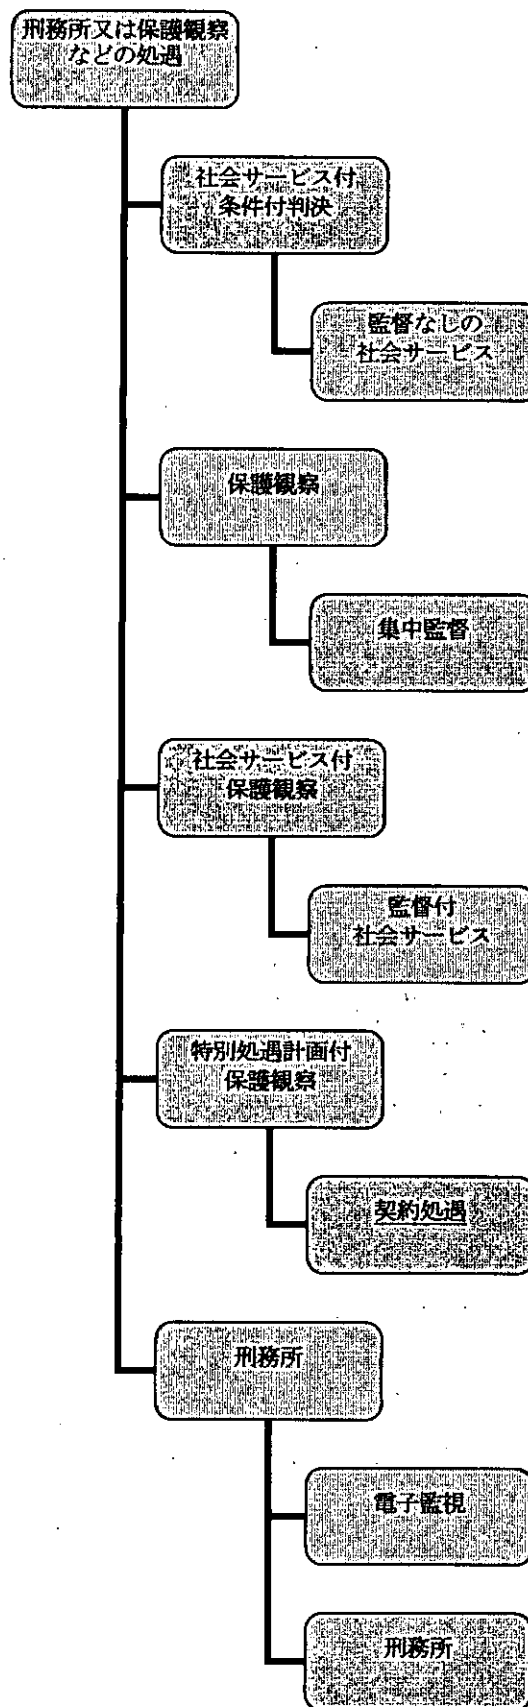 刑務所又は保護観察
などの処遇
社会サービス付
条件付判決
監督なしの
社会サービス
保護観察
集中監督
社会サービス付
保護観察
監督付
社会サービス
特別処遇計画付
保護観察
契約処遇
刑務所
電子監視
刑務所